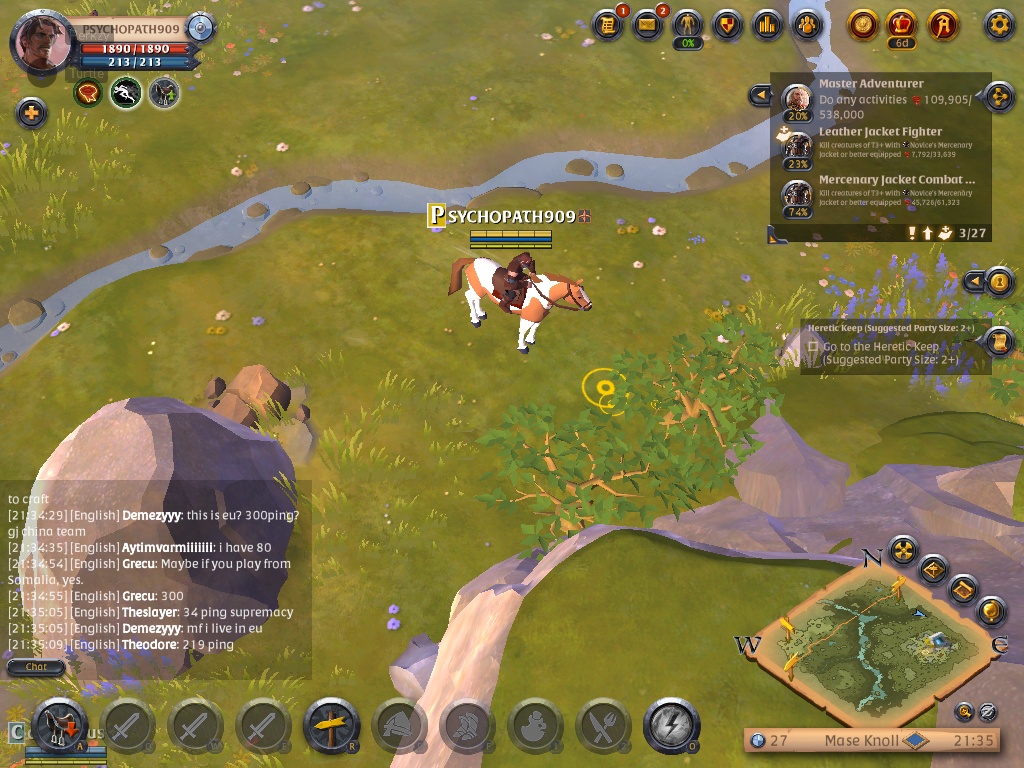 PSYCHOPATH909
1890 / 1890
213 / 213
Turtle
1
2
0%
6d
Master Adventurer
Do any activities 109,905/
538,000
20%
Leather Jacket Fighter
Kill creatures of T3+ with Novice's Mercenary
Jacket or better equipped 7,792/33,639
23%
Mercenary Jacket Combat ...
Kill creatures of T3+ with Novice's Mercenary
Jacket or better equipped 45,726/61,323
74%
3/27
PSYCHOPATH909
Heretic Keep (Suggested Party Size: 2+)
Go to the Heretic Keep
(Suggested Party Size: 2+)
to craft
[21:34:29] [English] Demezyyy: this is eu? 300ping?
gj china team
[21:34:35] [English] Aytimvarmiiiiiii: i have 80
[21:34:54] [English] Grecu: Maybe if you play from
Somalia, yes.
[21:34:55] [English] Grecu: 300
[21:35:05] [English] Theslayer: 34 ping supremacy
[21:35:05] [English] Demezyyy: mf i live in eu
[21:35:09] [English] Theodore: 219 ping
Chat
N
W
E
A
Q
W
E
R
D
F
O
27
Mase Knoll
21:35